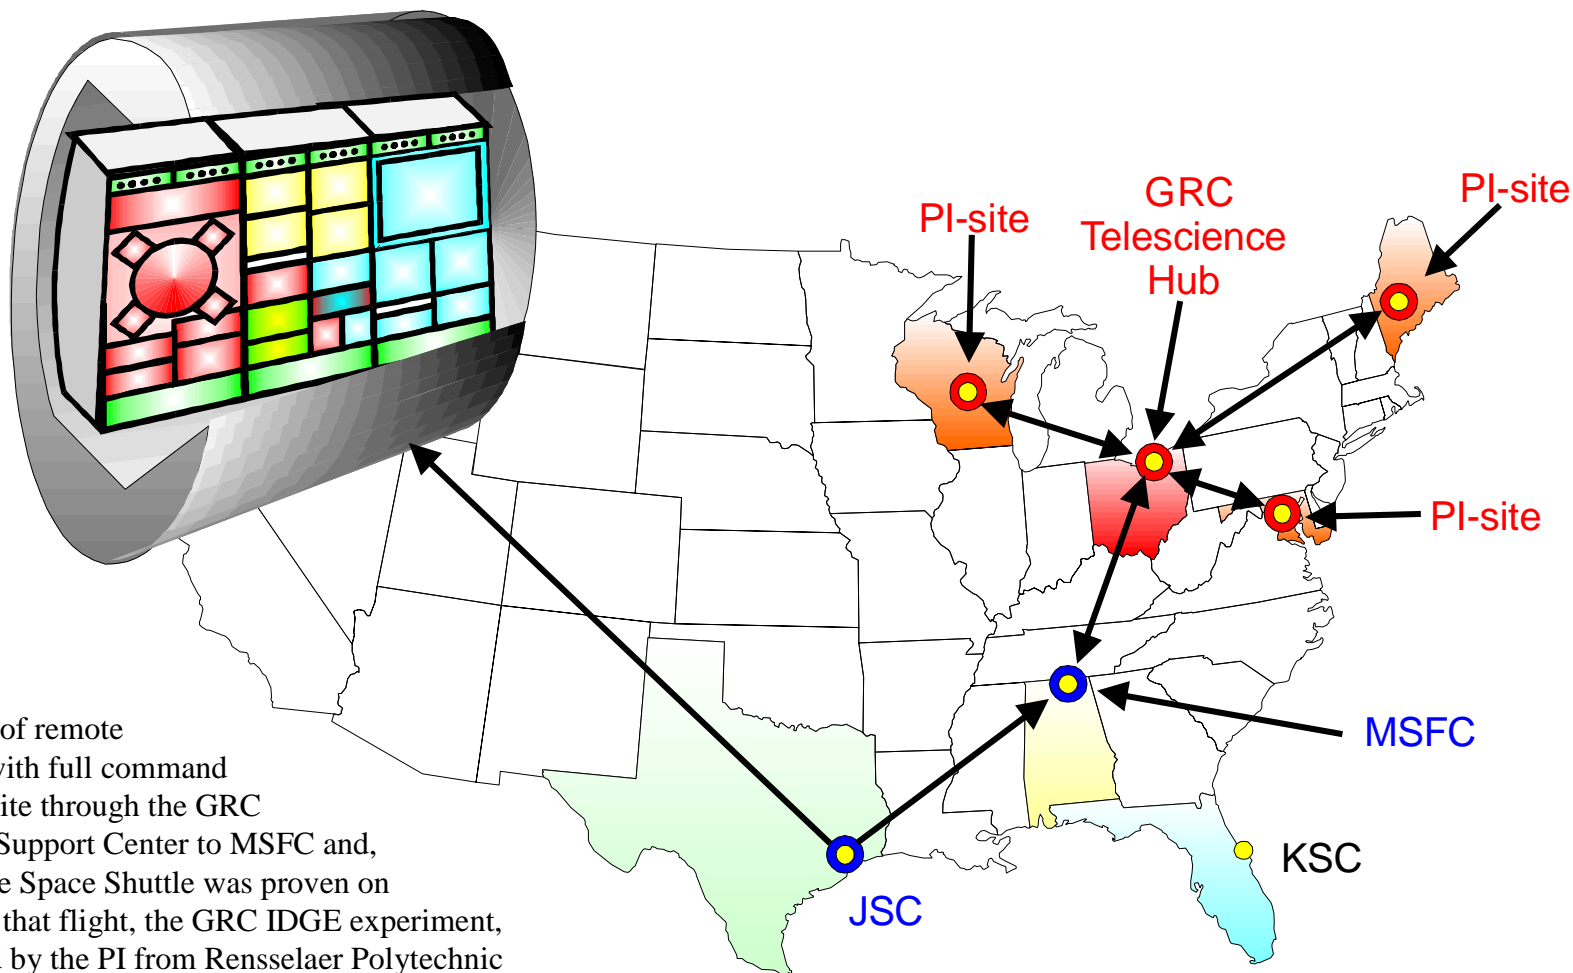 PI-site
GRC
Telescience
Hub
PI-site
PI-site
MSFC
KSC
JSC
of remote
with full command
ite through the GRC
Support Center to MSFC and,
e Space Shuttle was proven on
that flight, the GRC IDGE experiment,
by the PI from Rensselaer Polytechnic